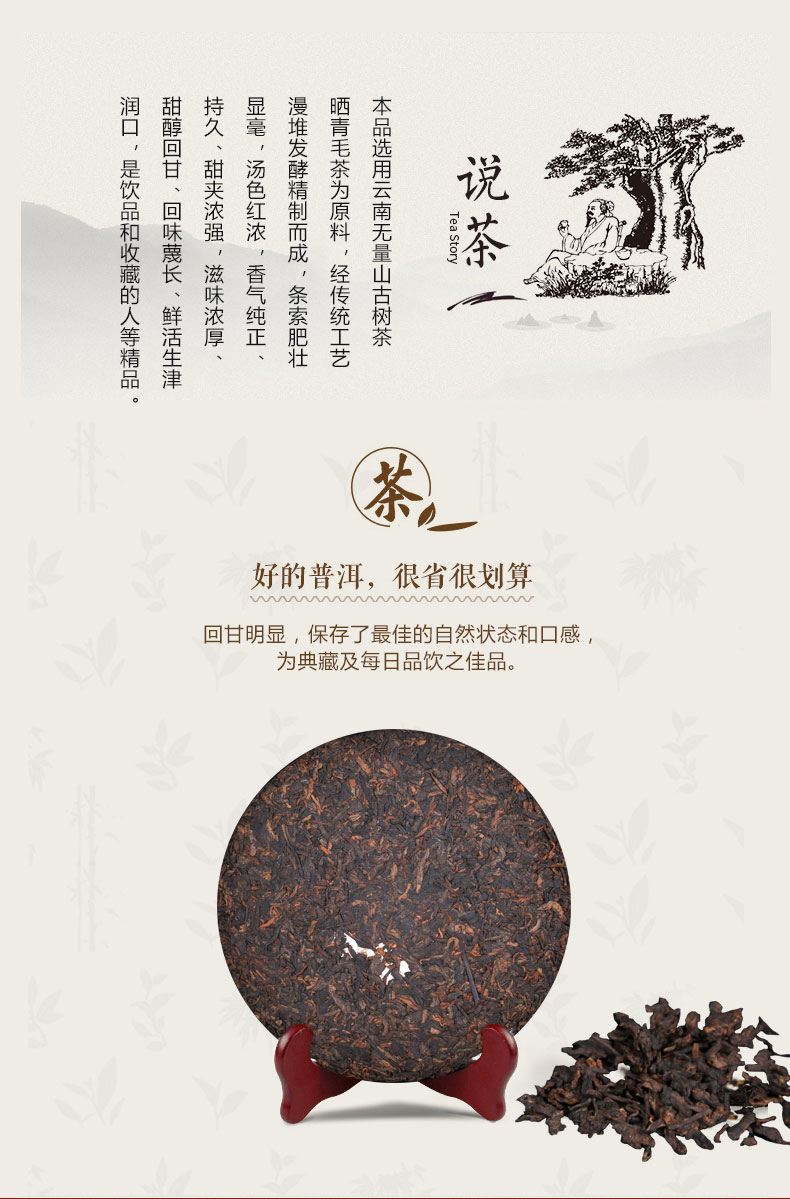 说茶
Tea Story
本品选用云南无量山古树茶
晒青毛茶为原料，经传统工艺
漫堆发酵精制而成，条索肥壮
显毫，汤色红浓，香气纯正、
持久、甜夹浓强，滋味浓厚、
甜醇回甘、回味蔑长、鲜活生津
润口，是饮品和收藏的人等精品。
茶
好的普洱，很省很划算
回甘明显，保存了最佳的自然状态和口感，
为典藏及每日品饮之佳品。